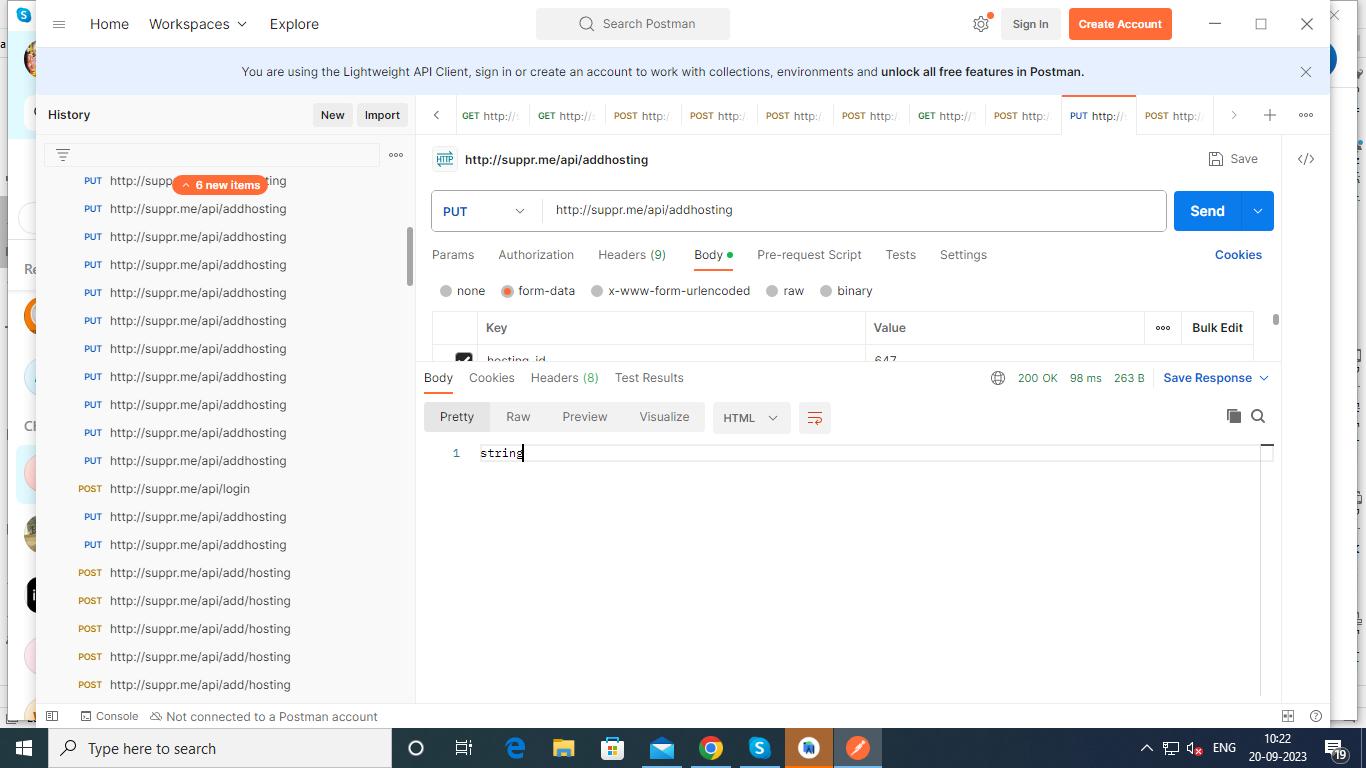 Home Workspaces Explore Search Postman Sign In Create Account
You are using the Lightweight API Client, sign in or create an account to work with collections, environments and unlock all free features in Postman.
History New Import
GET http:// GET http:// POST http:/ POST http:/ POST http:/ POST http:/ GET http:// POST http:/ PUT http:// POST http:/
HTTP http://suppr.me/api/addhosting Save
6 new items
PUT http://suppr
PUT http://suppr.me/api/addhosting
PUT http://suppr.me/api/addhosting
PUT http://suppr.me/api/addhosting
PUT http://suppr.me/api/addhosting
PUT http://suppr.me/api/addhosting
PUT http://suppr.me/api/addhosting
PUT http://suppr.me/api/addhosting
PUT http://suppr.me/api/addhosting
PUT http://suppr.me/api/addhosting
PUT http://suppr.me/api/addhosting
POST http://suppr.me/api/login
PUT http://suppr.me/api/addhosting
PUT http://suppr.me/api/addhosting
POST http://suppr.me/api/add/hosting
POST http://suppr.me/api/add/hosting
POST http://suppr.me/api/add/hosting
POST http://suppr.me/api/add/hosting
POST http://suppr.me/api/add/hosting
PUT http://suppr.me/api/addhosting Send
Params Authorization Headers (9) Body Pre-request Script Tests Settings Cookies
none form-data x-www-form-urlencoded raw binary
Key Value Bulk Edit
hosting_id 647
Body Cookies Headers (8) Test Results 200 OK 98 ms 263 B Save Response
Pretty Raw Preview Visualize HTML
1 string
Console Not connected to a Postman account
Type here to search
ENG 10:22
20-09-2023
19